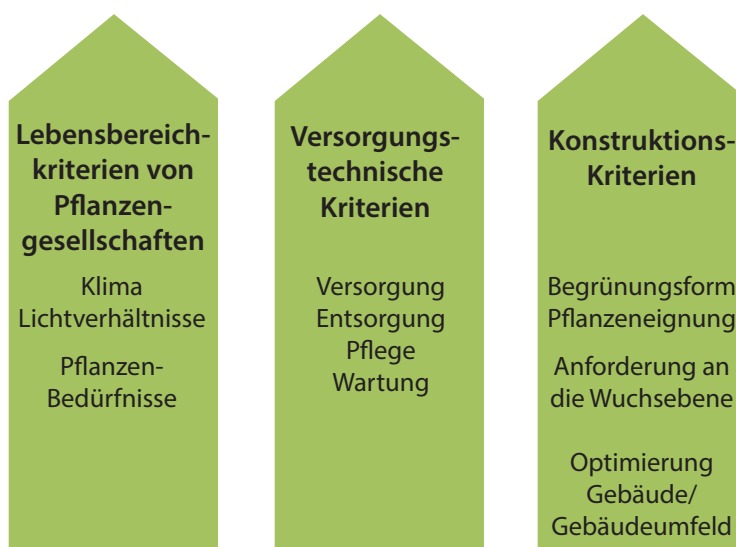 Lebensbereich-
kriterien von
Pflanzen-
gesellschaften
Klima
Lichtverhältnisse
Pflanzen-
Bedürfnisse
Versorgungs-
technische
Kriterien
Versorgung
Entsorgung
Pflege
Wartung
Konstruktions-
Kriterien
Begrünungsform
Pflanzeneignung
Anforderung an
die Wuchsebene
Optimierung
Gebäude/
Gebäudeumfeld